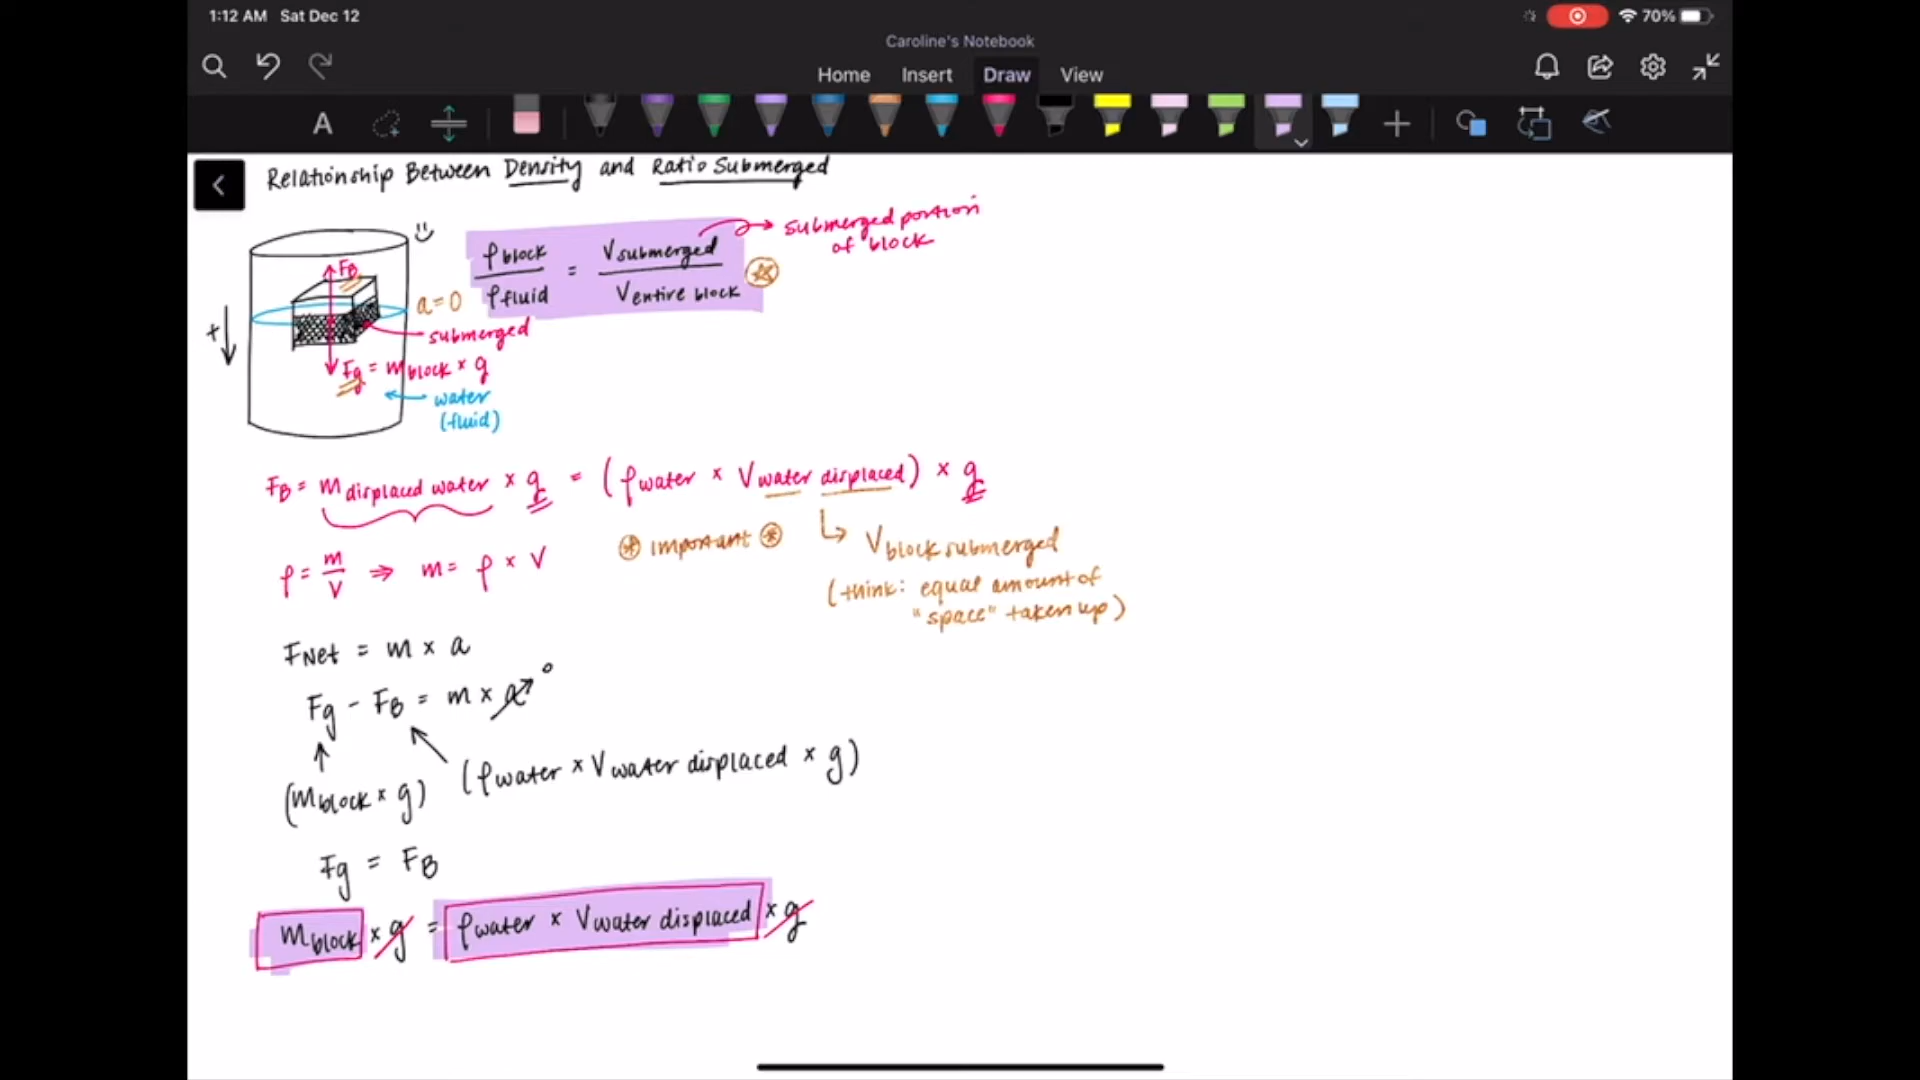 1:12 AM Sat Dec 12
70%
Caroline's Notebook
Home Insert Draw View
A
Relationship Between Density and Ratio Submerged
ρblock / ρfluid = Vsubmerged / Ventire block
submerged portion of block
FB
a = 0
+
submerged
Fg = mblock × g
water
(fluid)
FB = m displaced water × g = (ρwater × Vwater displaced) × g
important
Vblock submerged
(think: equal amount of
"space" taken up)
ρ = m/V ⇒ m = ρ × V
FNet = m × a
Fg - FB = m × a 0
(mblock × g) (ρwater × Vwater displaced × g)
Fg = FB
mblock × g = ρwater × Vwater displaced × g